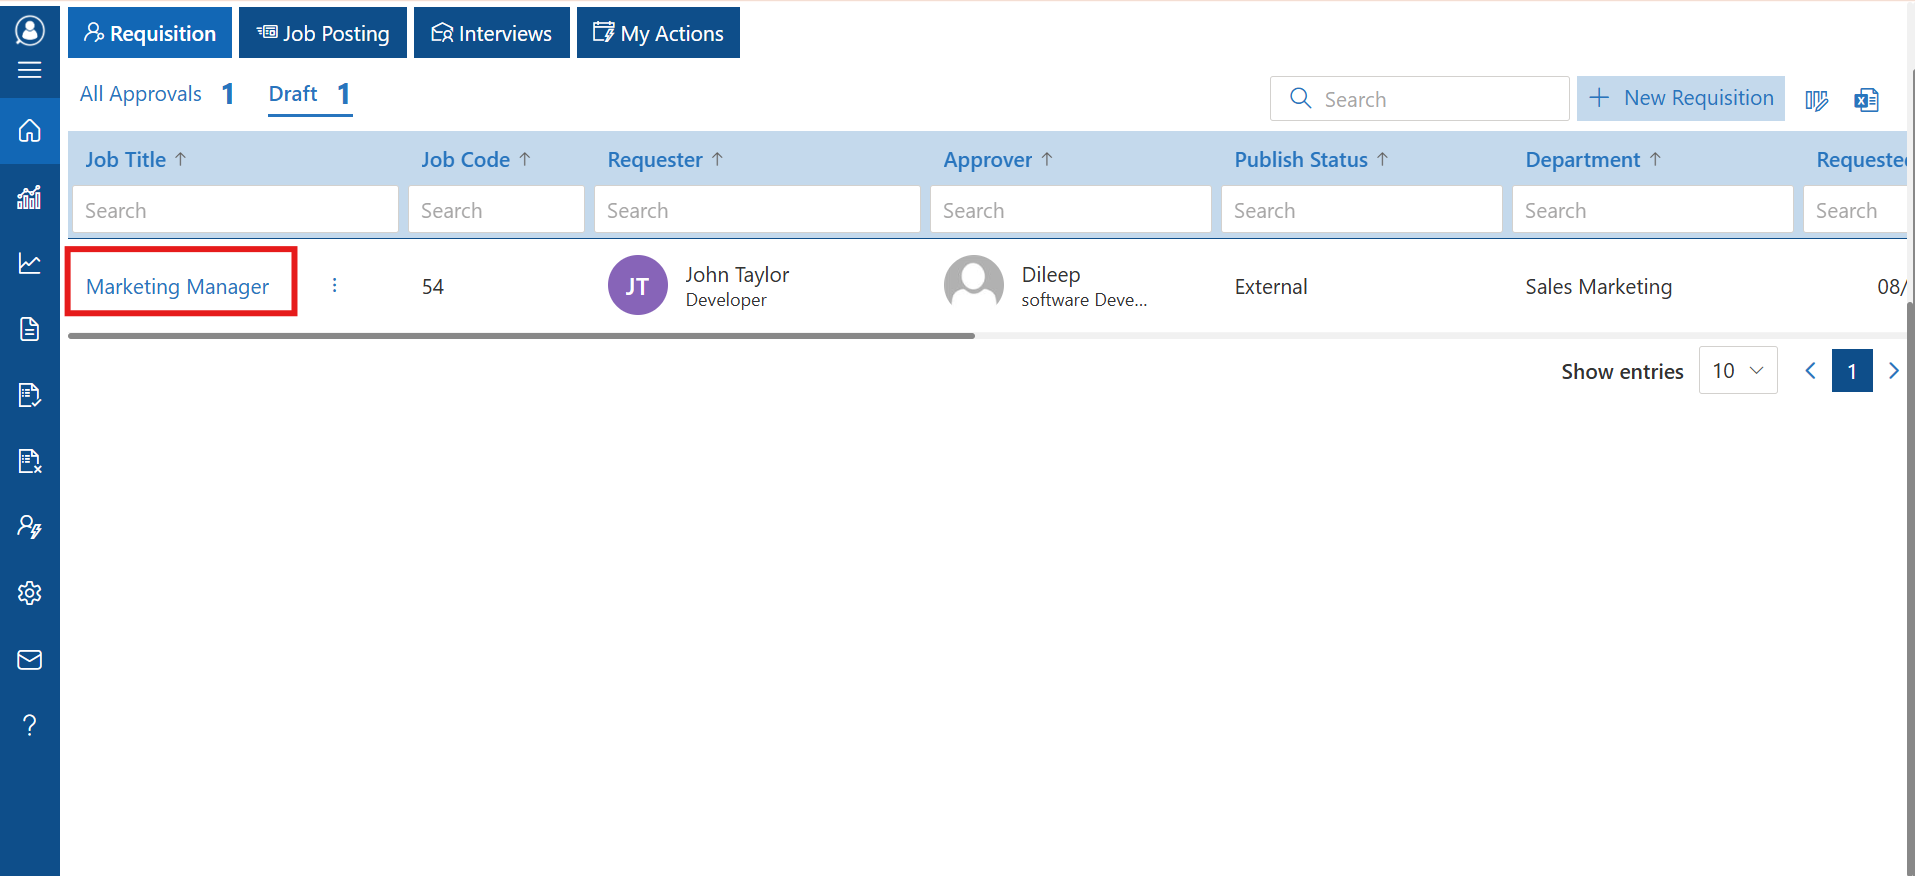 Requisition
Job Posting
Interviews
My Actions
All Approvals 1
Draft 1
Search
New Requisition
Job Title ↑ Job Code ↑ Requester ↑ Approver ↑ Publish Status ↑ Department ↑ Requeste
Search Search Search Search Search Search Search
Marketing Manager 54 JT John Taylor Dileep External Sales Marketing 08/
Developer software Deve...
Show entries 10 1